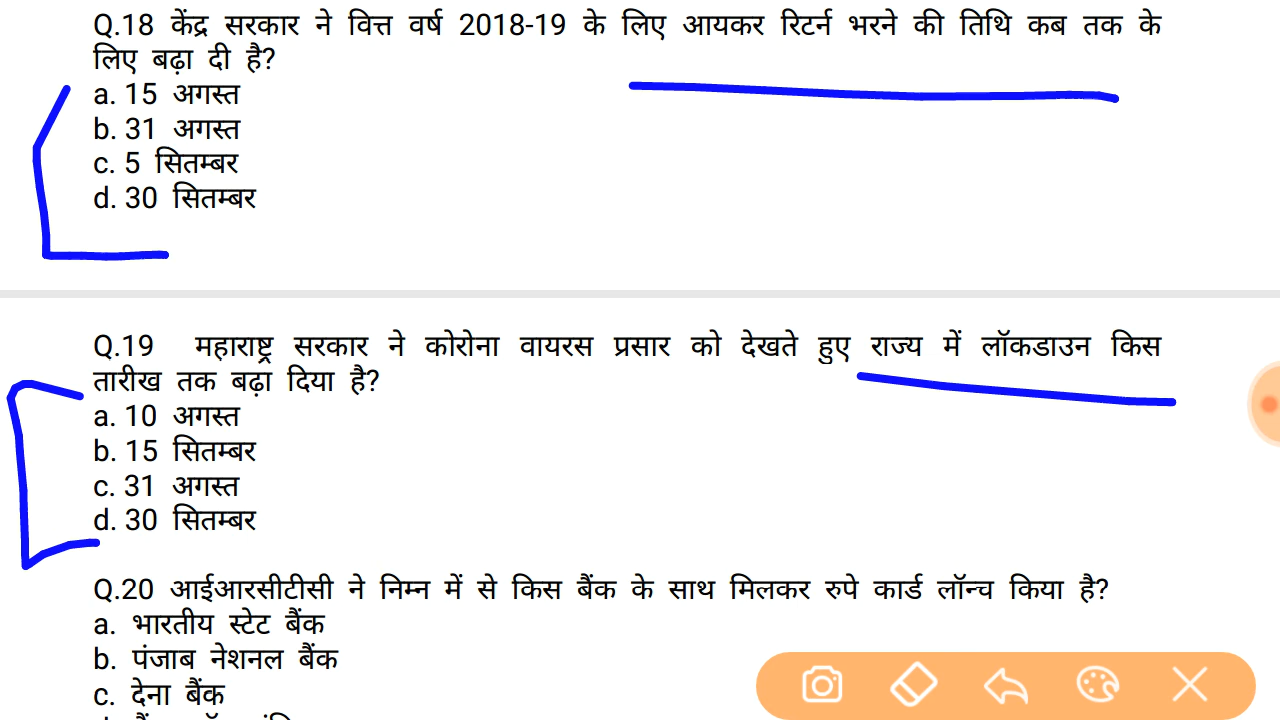 Q.18 केंद्र सरकार ने वित्त वर्ष 2018-19 के लिए आयकर रिटर्न भरने की तिथि कब तक के
लिए बढ़ा दी है?
a. 15 अगस्त
b. 31 अगस्त
c. 5 सितम्बर
d. 30 सितम्बर
Q.19 महाराष्ट्र सरकार ने कोरोना वायरस प्रसार को देखते हुए राज्य में लॉकडाउन किस
तारीख तक बढ़ा दिया है?
a. 10 अगस्त
b. 15 सितम्बर
c. 31 अगस्त
d. 30 सितम्बर
Q.20 आईआरसीटीसी ने निम्न में से किस बैंक के साथ मिलकर रुपे कार्ड लॉन्च किया है?
a. भारतीय स्टेट बैंक
b. पंजाब नेशनल बैंक
c. देना बैंक